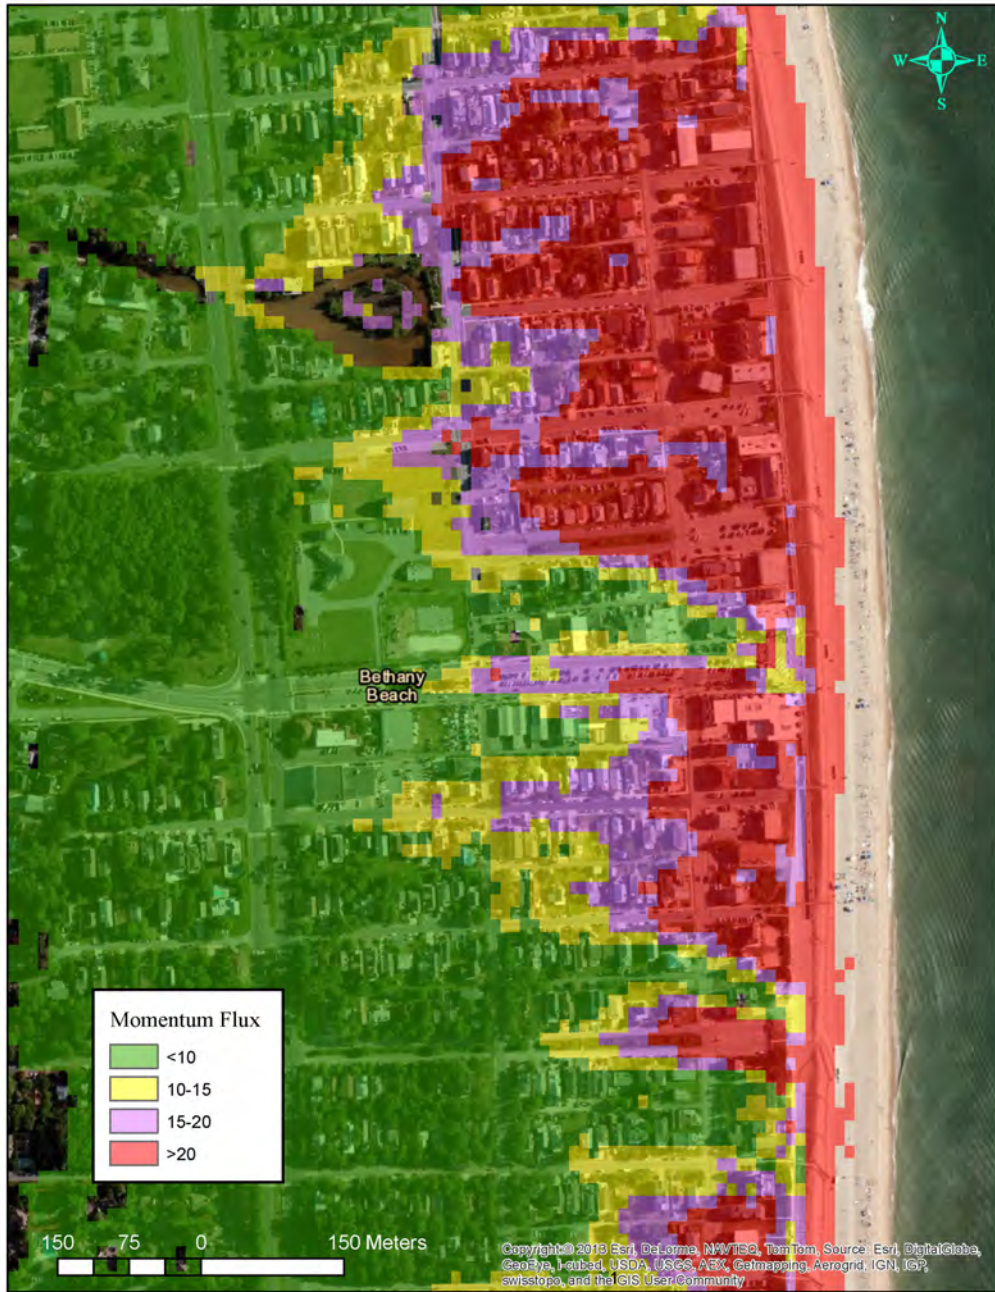 N
W E
S
Bethany
Beach
Momentum Flux
<10
10-15
15-20
>20
150 75 0 150 Meters
Copyright:© 2013 Esri, DeLorme, NAVTEQ, TomTom, Source: Esri, DigitalGlobe,
GeoEye, i-cubed, USDA, USGS, AEX, Getmapping, Aerogrid, IGN, IGP,
swisstopo, and the GIS User Community
1